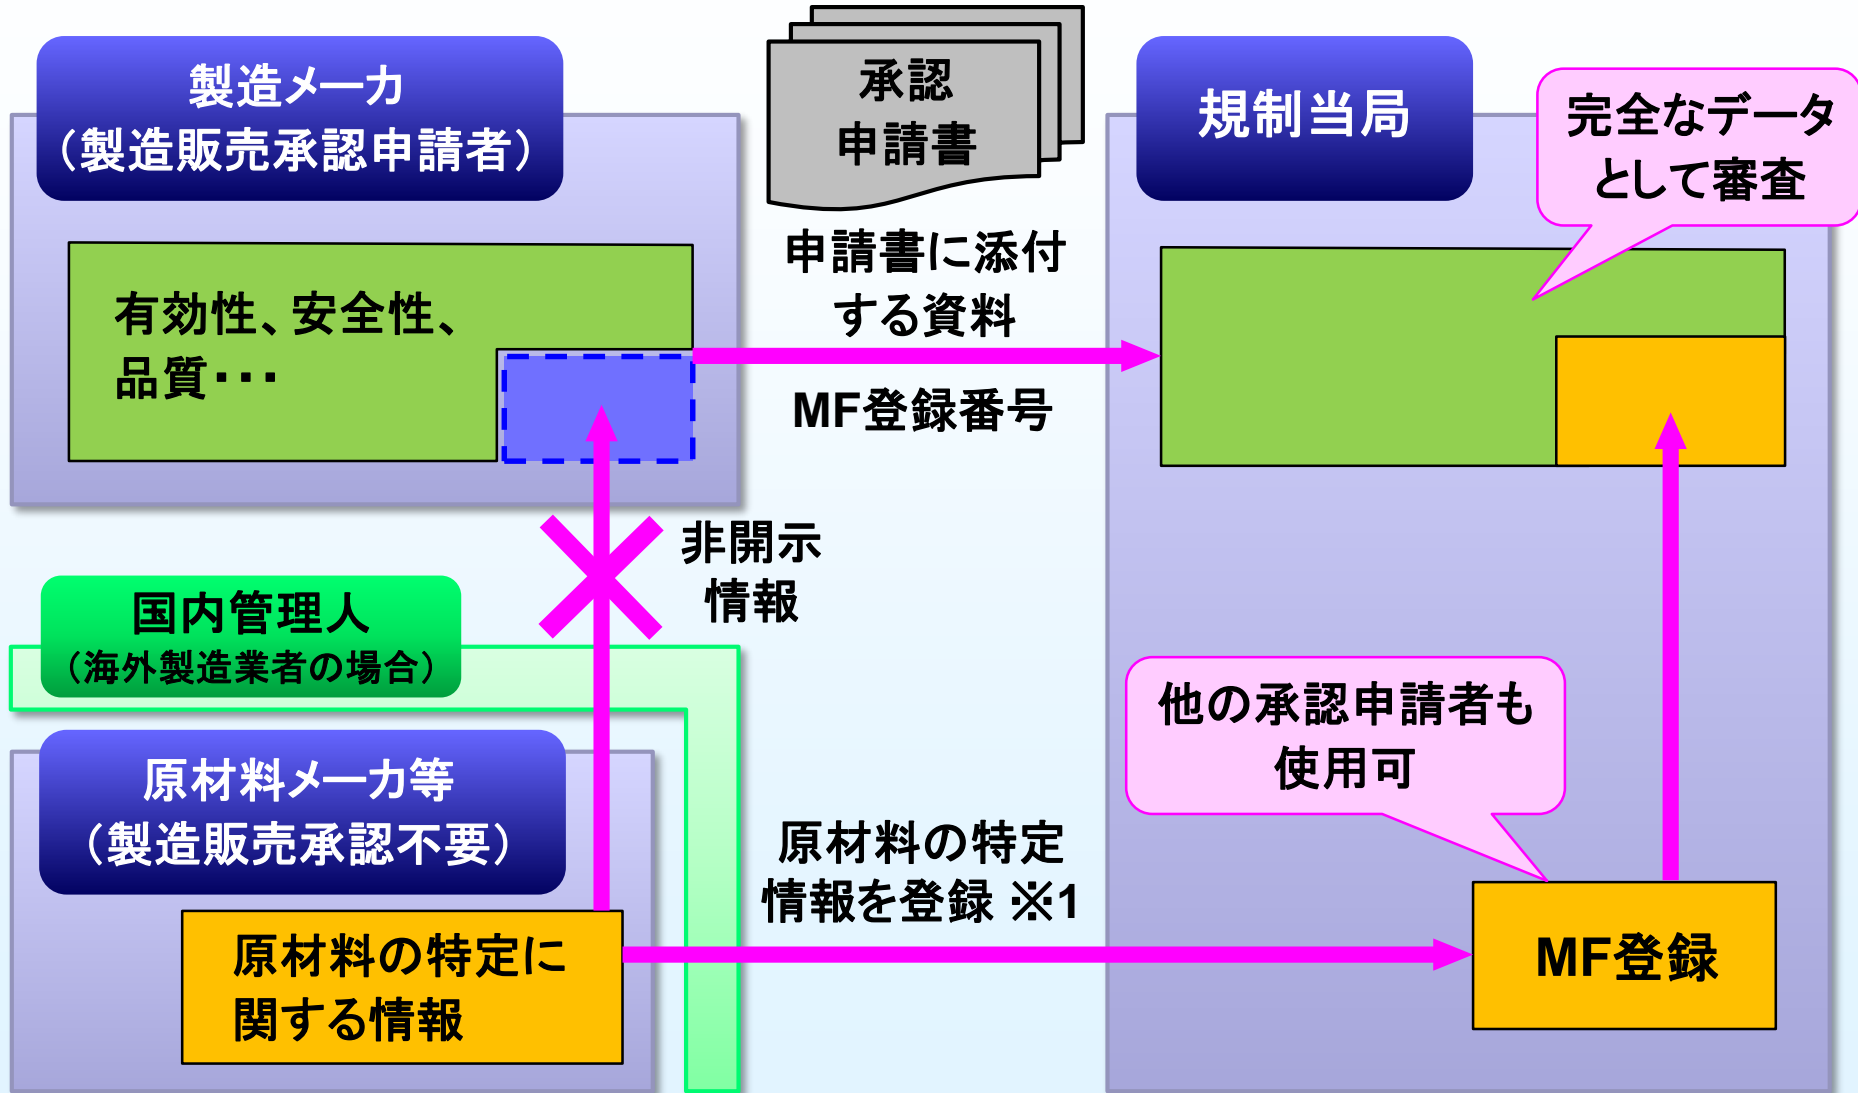 製造メーカ
（製造販売承認申請者）
承認
申請書
規制当局
完全なデータ
として審査
有効性、安全性、
品質・・・
申請書に添付
する資料
MF登録番号
非開示
情報
国内管理人
（海外製造業者の場合）
原材料メーカ等
（製造販売承認不要）
原材料の特定に
関する情報
原材料の特定
情報を登録 ※1
他の承認申請者も
使用可
MF登録